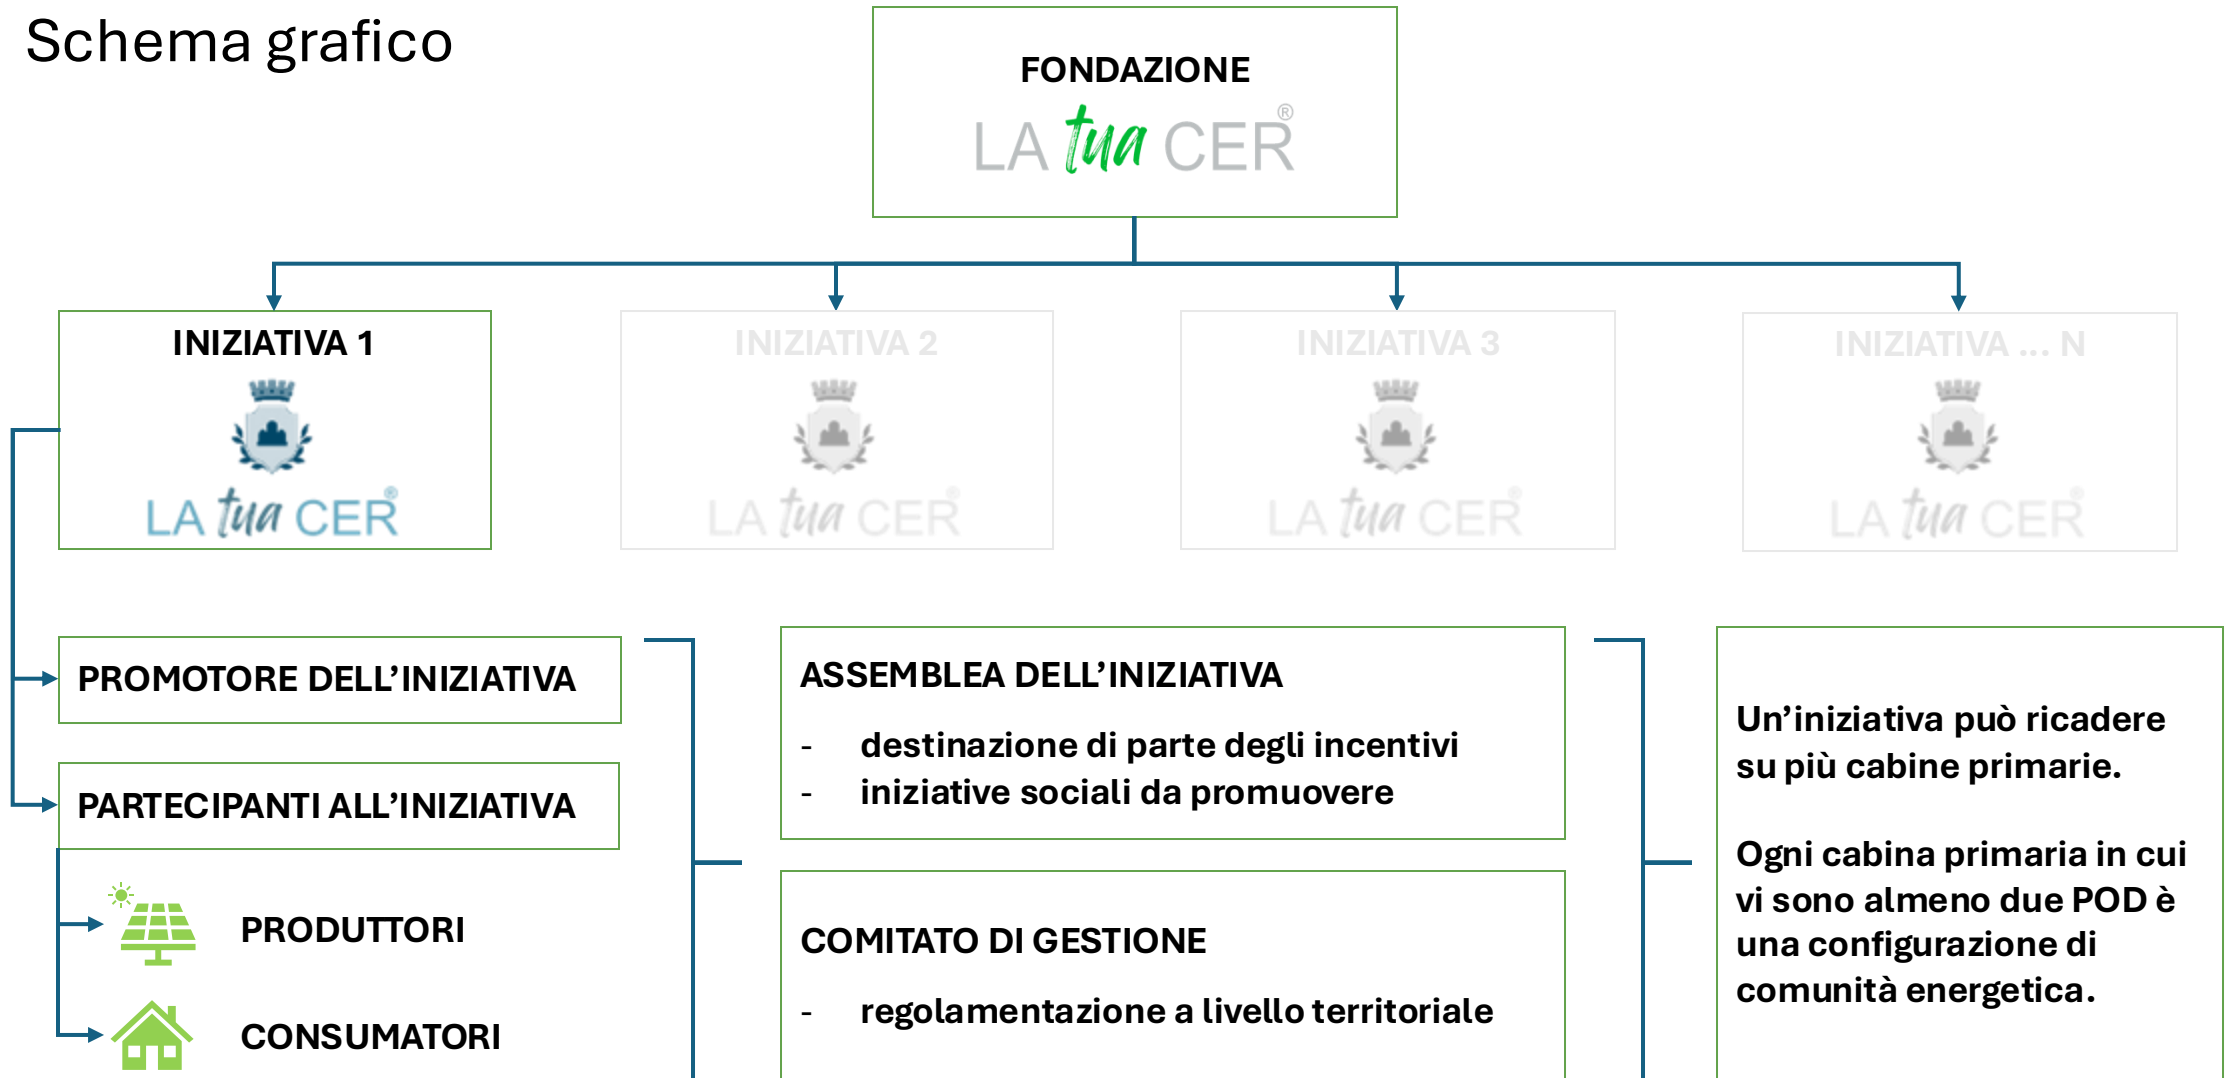 Schema grafico
FONDAZIONE
LA tua CER®
INIZIATIVA 1
LA tua CER®
INIZIATIVA 2
LA tua CER®
INIZIATIVA 3
LA tua CER®
INIZIATIVA ... N
LA tua CER®
PROMOTORE DELL’INIZIATIVA
PARTECIPANTI ALL’INIZIATIVA
PRODUTTORI
CONSUMATORI
ASSEMBLEA DELL’INIZIATIVA
- destinazione di parte degli incentivi
- iniziative sociali da promuovere
COMITATO DI GESTIONE
- regolamentazione a livello territoriale
Un’iniziativa può ricadere
su più cabine primarie.
Ogni cabina primaria in cui
vi sono almeno due POD è
una configurazione di
comunità energetica.